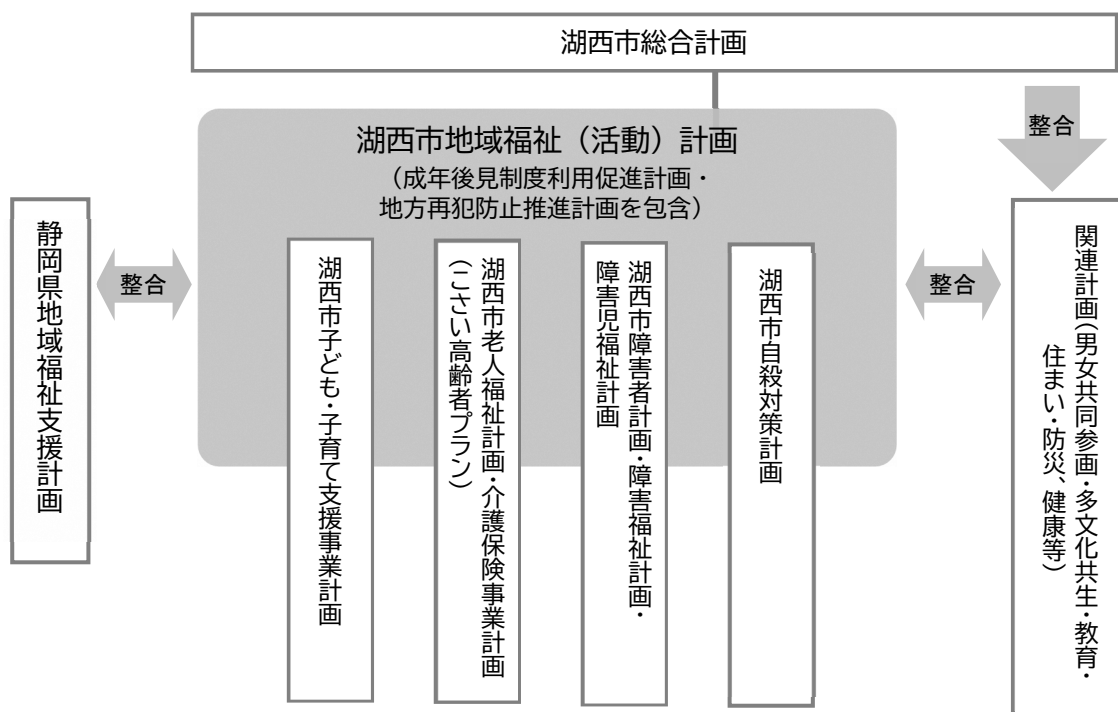 湖西市総合計画
整合
湖西市地域福祉（活動）計画
（成年後見制度利用促進計画・
地方再犯防止推進計画を包含）
静岡県地域福祉支援計画
整合
湖西市子ども・子育て支援事業計画
湖西市老人福祉計画・介護保険事業計画
（こさい高齢者プラン）
湖西市障害者計画・障害福祉計画・
障害児福祉計画
湖西市自殺対策計画
整合
関連計画(男女共同参画・多文化共生・教育・
住まい・防災、健康等）